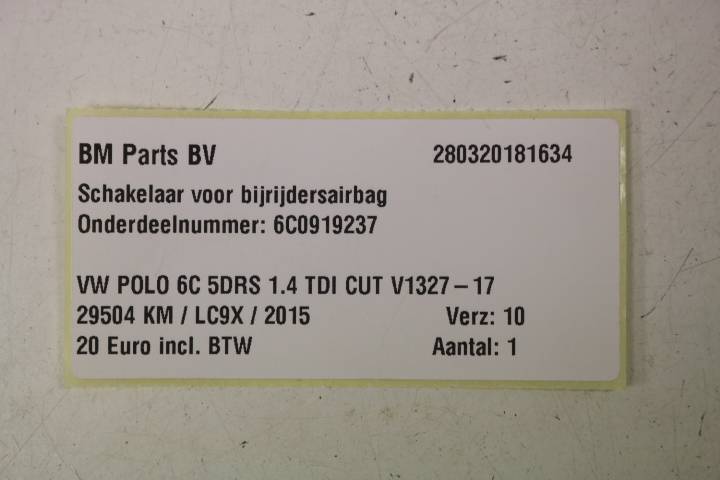 BM Parts BV 280320181634
Schakelaar voor bijrijdersairbag
Onderdeelnummer: 6C0919237
VW POLO 6C 5DRS 1.4 TDI CUT V1327 – 17
29504 KM / LC9X / 2015 Verz: 10
20 Euro incl. BTW Aantal: 1